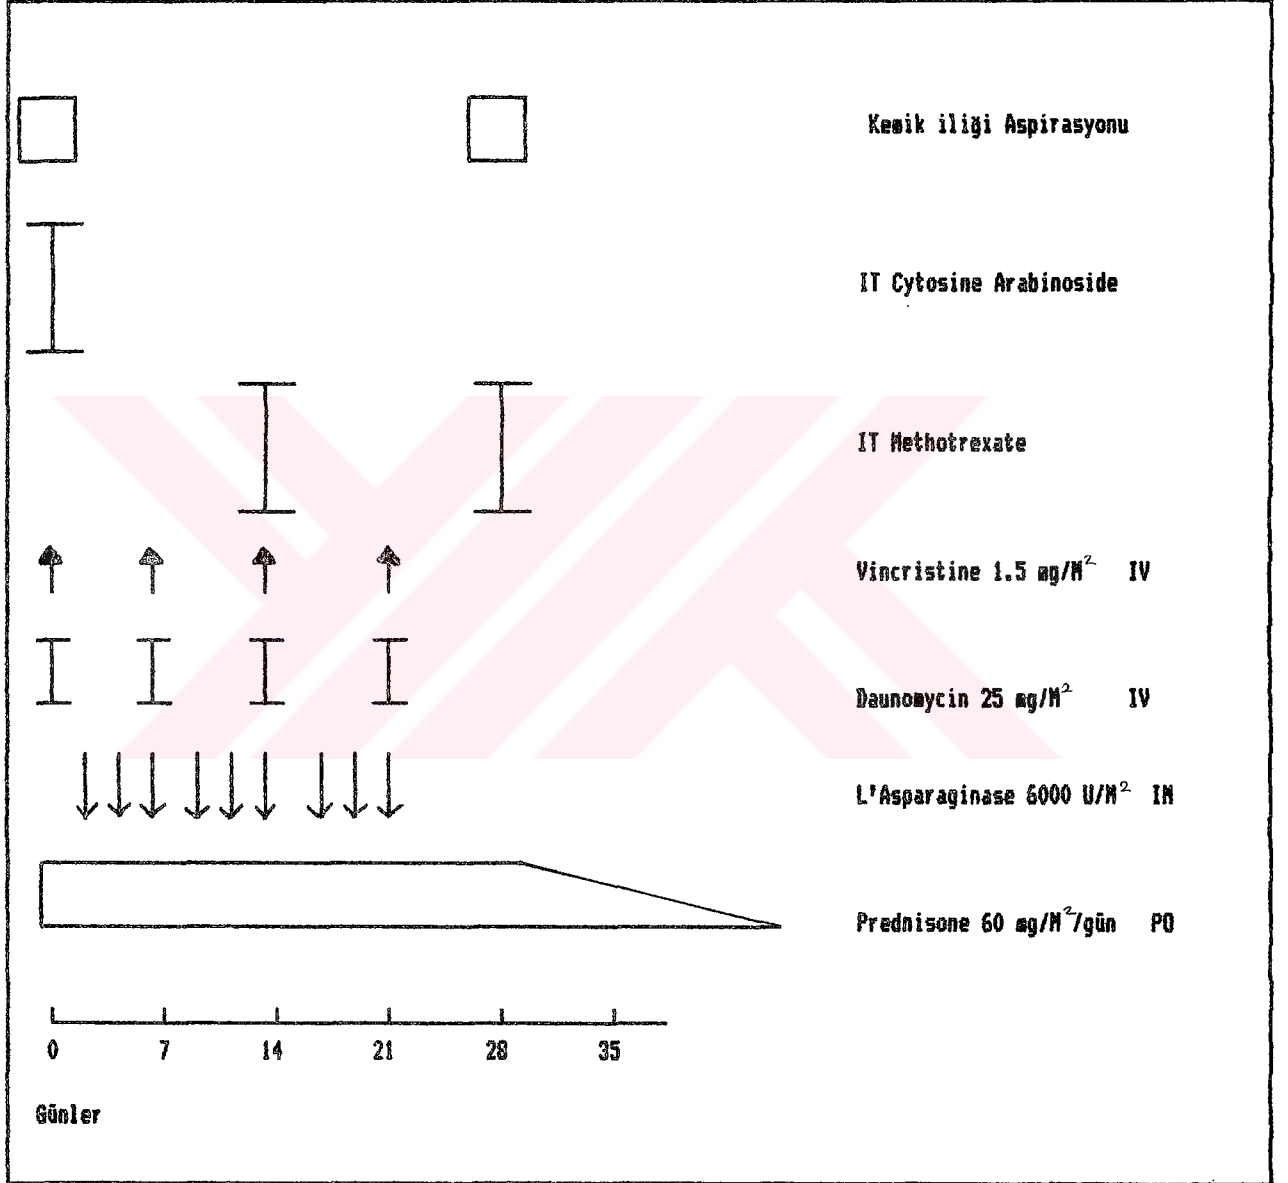 Kemik iliği Aspirasyonu
IT Cytosine Arabinoside
IT Methotrexate
Vincristine 1.5 mg/M² IV
Daunomycin 25 mg/M² IV
L'Asparaginase 6000 U/M² IM
Prednisone 60 mg/M²/gün PO
0 7 14 21 28 35
Günler